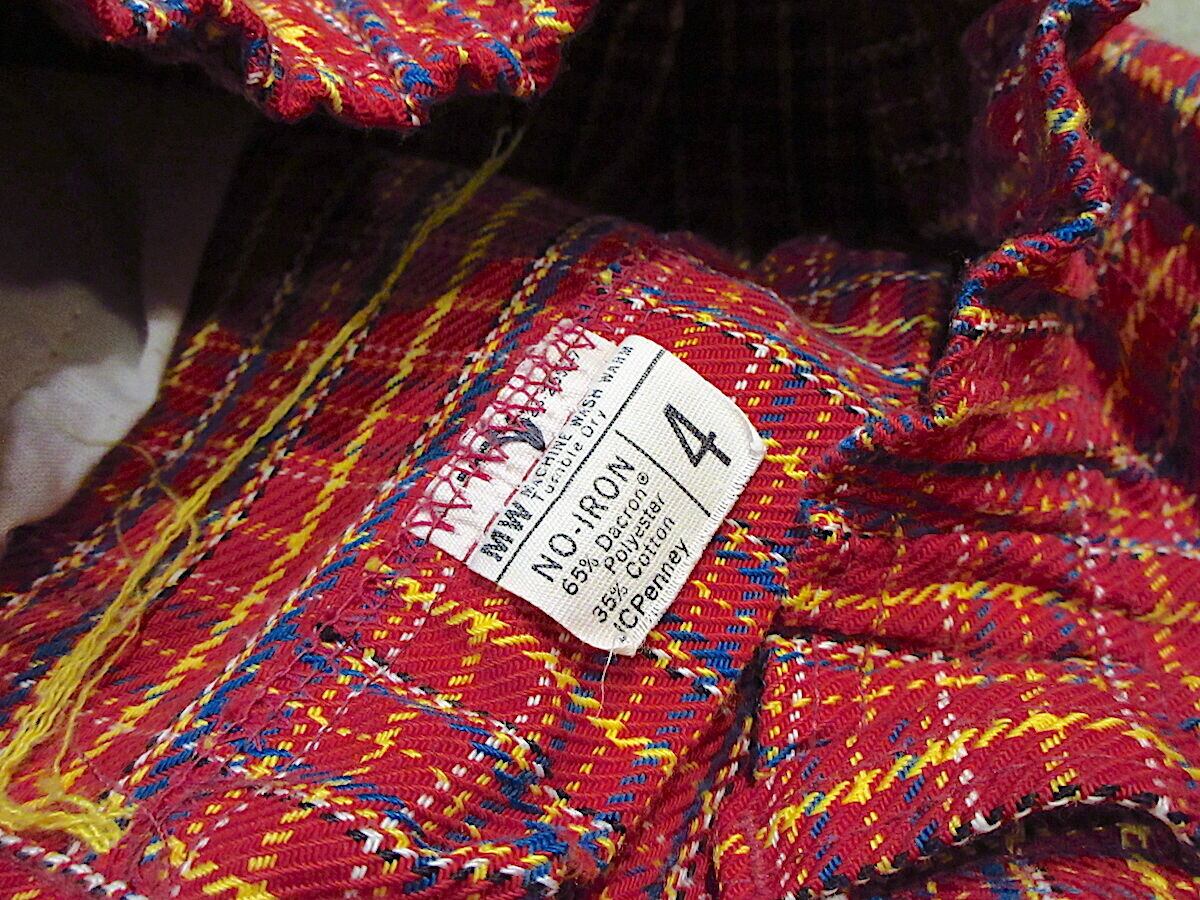 MW MACHINE WASH WARM
Tumble Dry
4
NO-IRON
65% Dacron®
Polyester
35% Cotton
JCPenney